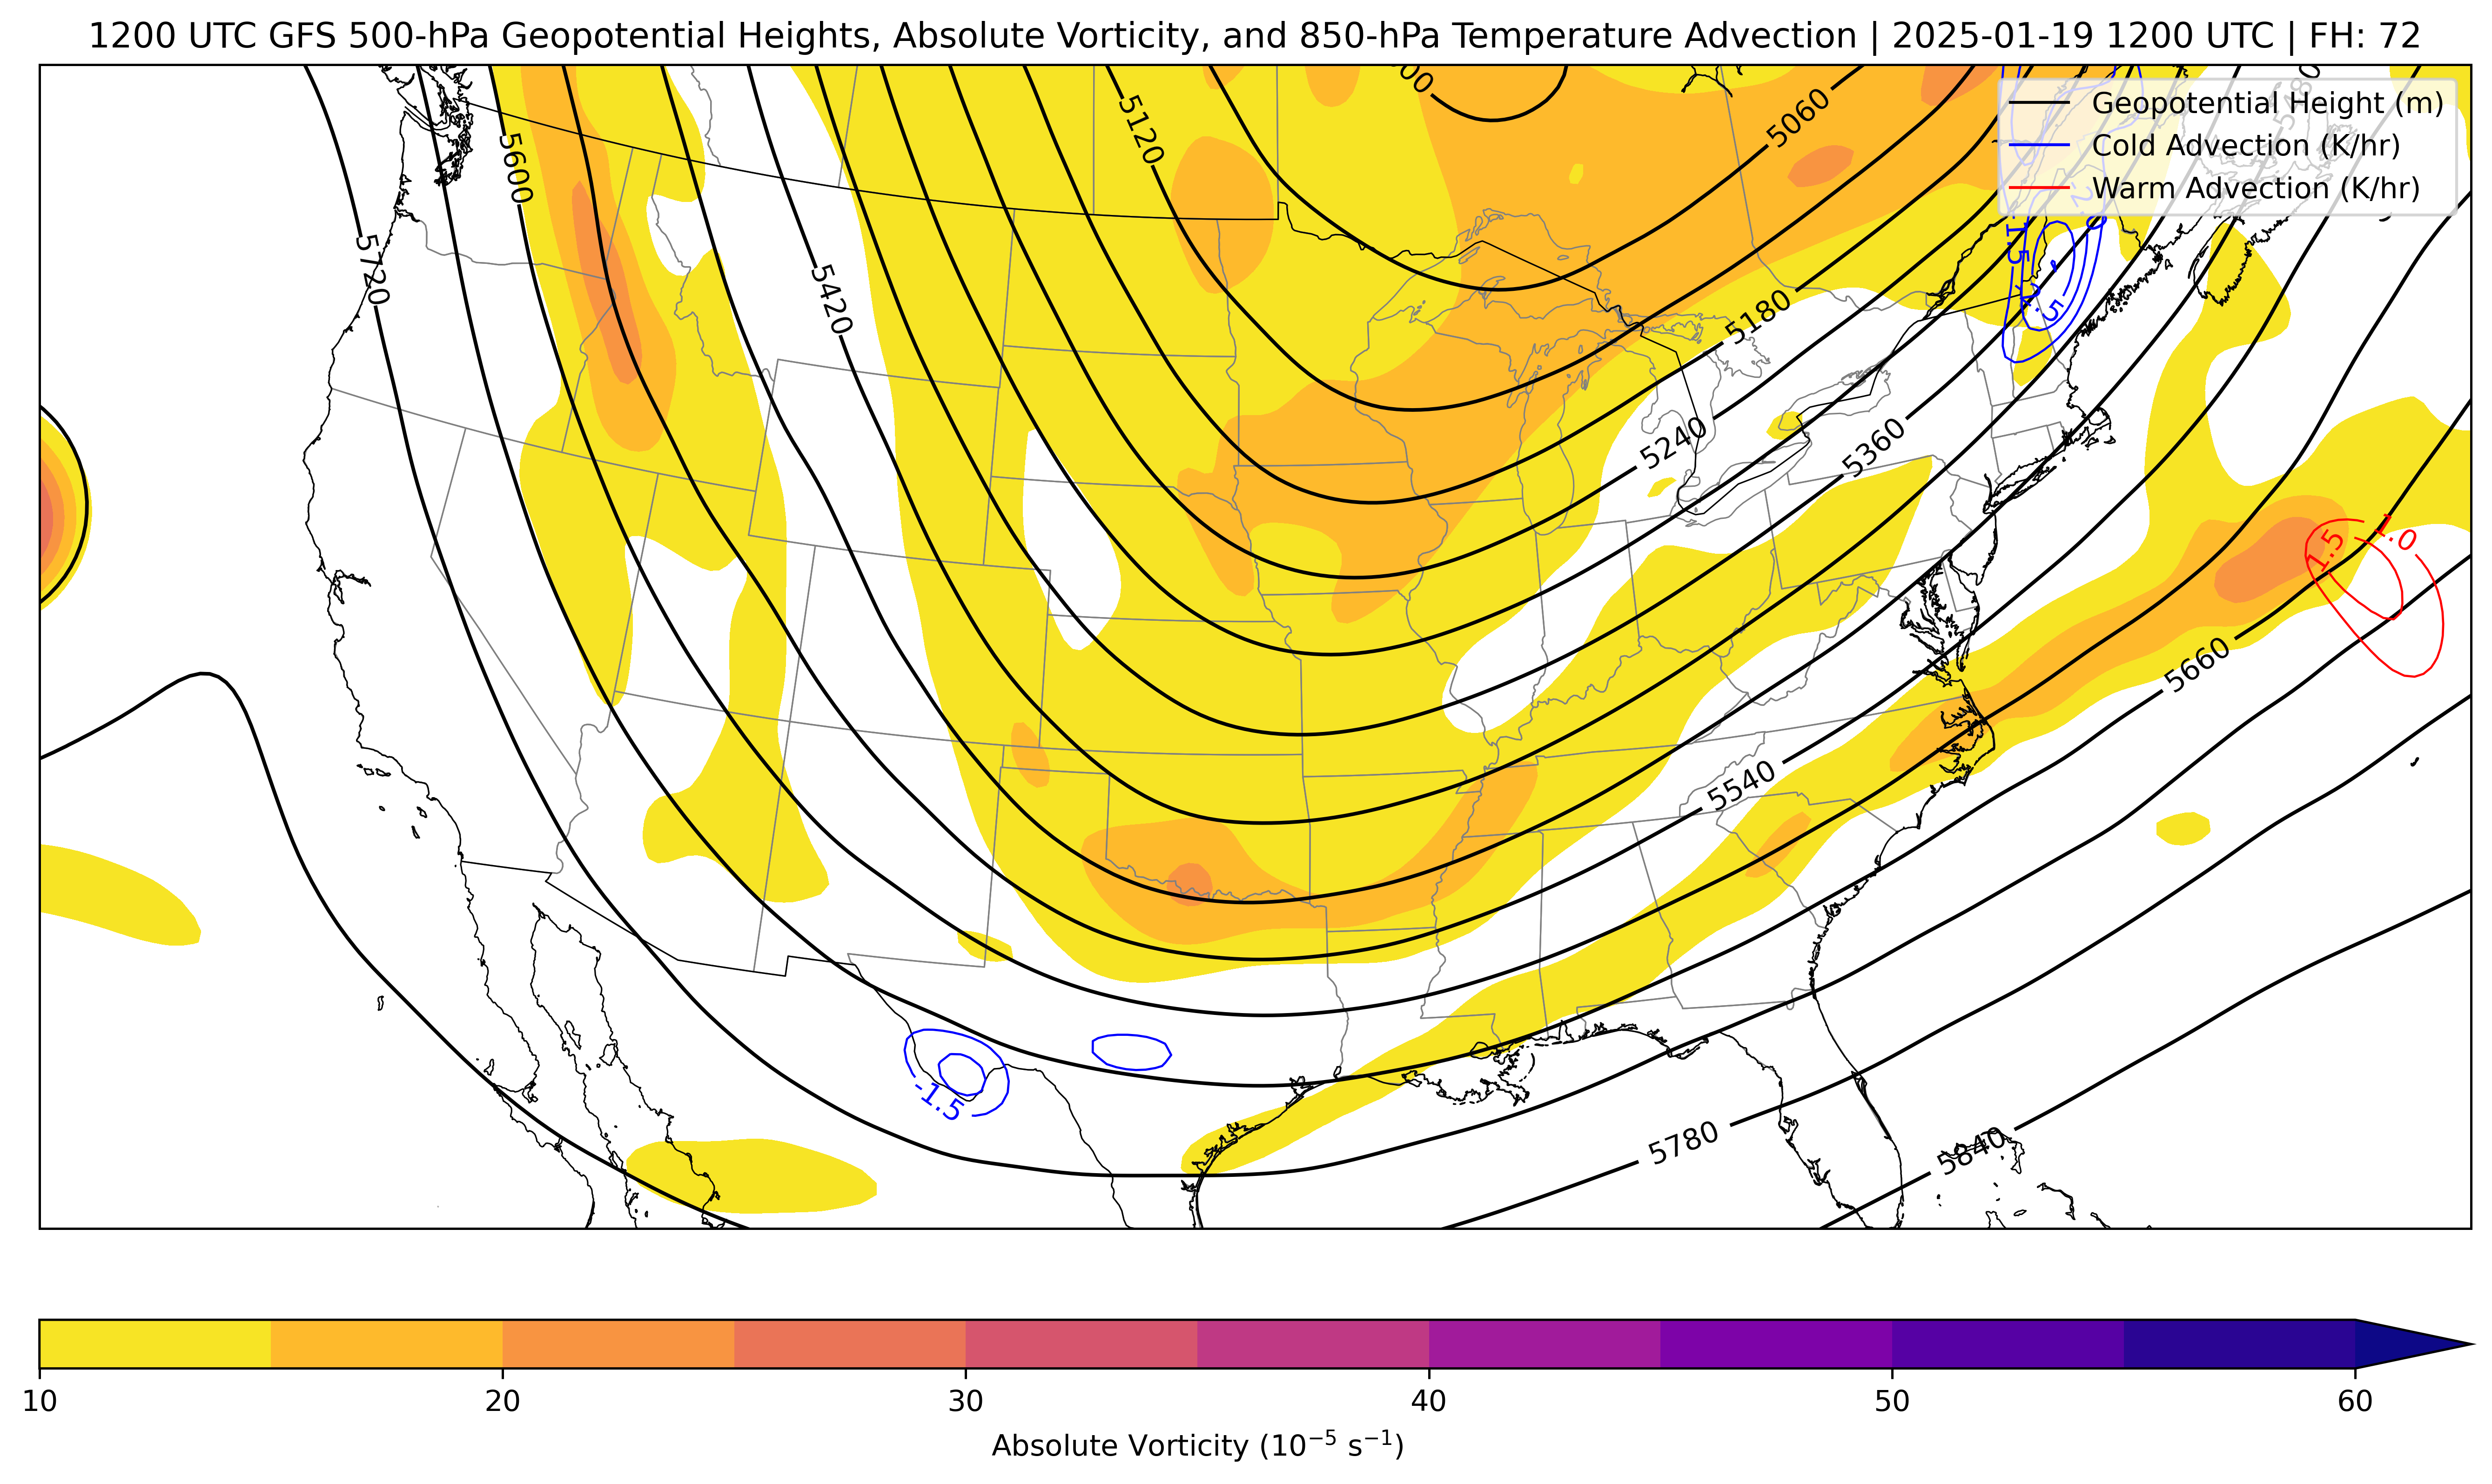 1200 UTC GFS 500-hPa Geopotential Heights, Absolute Vorticity, and 850-hPa Temperature Advection | 2025-01-19 1200 UTC | FH: 72
Geopotential Height (m)
Cold Advection (K/hr)
Warm Advection (K/hr)
5060
5120
5600
5720
5420
5180
5240
5360
-1.5
1.5
1.0
5660
5540
-1.5
5780
5840
10 20 30 40 50 60
Absolute Vorticity (10⁻⁵ s⁻¹)